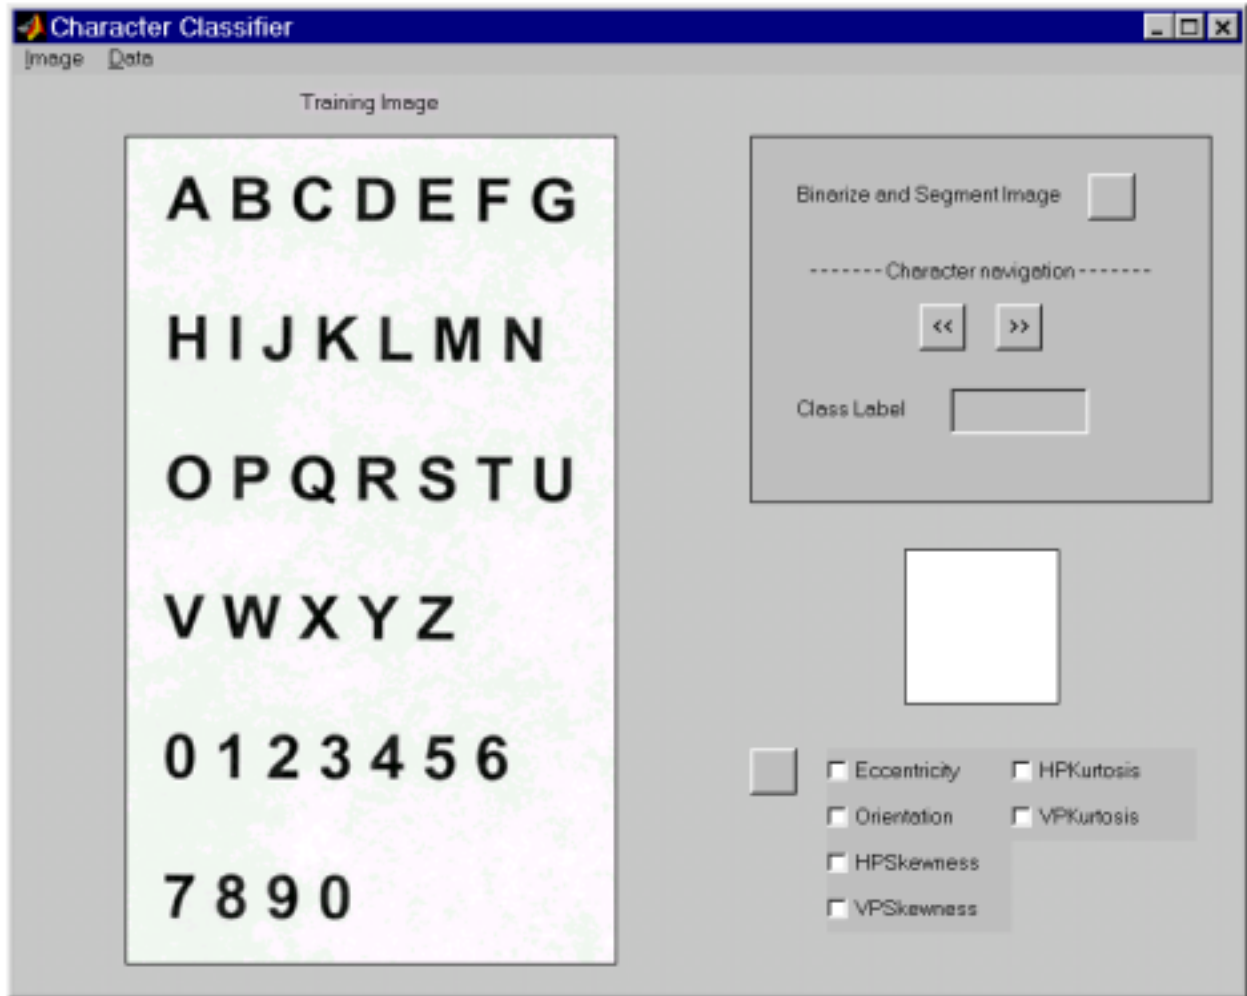 Character Classifier
Image Data
Training Image
A B C D E F G
H I J K L M N
O P Q R S T U
V W X Y Z
0 1 2 3 4 5 6
7 8 9 0
Binarize and Segment Image
-------Character navigation-------
<< >>
Class Label
Eccentricity HPKurtosis
Orientation VPKurtosis
HPSkewness
VPSkewness